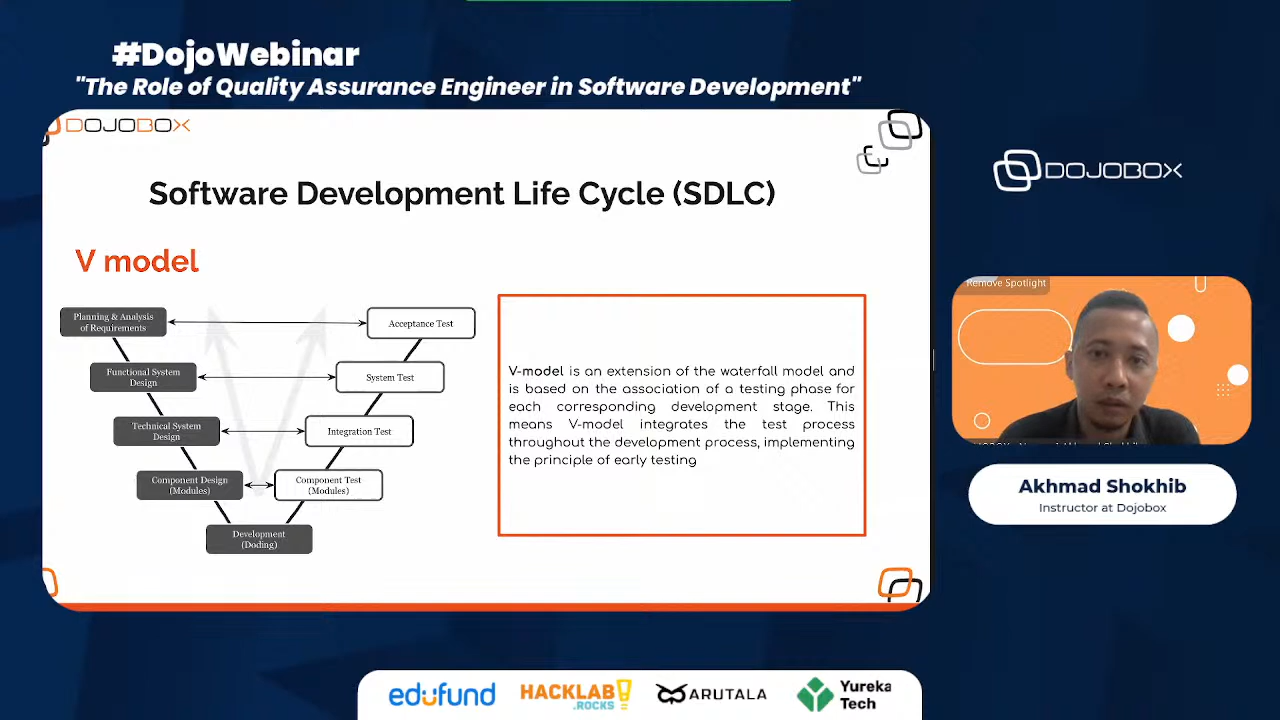 #DojoWebinar
"The Role of Quality Assurance Engineer in Software Development"
DOJOBOX
Software Development Life Cycle (SDLC)
V model
Planning & Analysis
of Requirements
Acceptance Test
Functional System
Design
System Test
Technical System
Design
Integration Test
Component Design
(Modules)
Component Test
(Modules)
Development
(Doding)
V-model is an extension of the waterfall model and
is based on the association of a testing phase for
each corresponding development stage. This
means V-model integrates the test process
throughout the development process, implementing
the principle of early testing
DOJOBOX
Remove Spotlight
Akhmad Shokhib
Instructor at Dojobox
edufund
HACKLAB!
.ROCKS
ARUTALA
Yureka
Tech